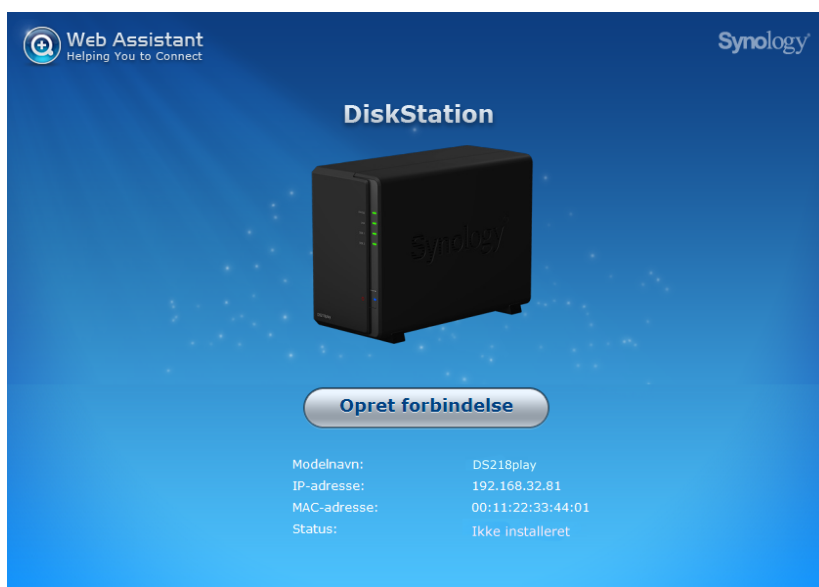 Web Assistant
Helping You to Connect
Synology
DiskStation
Synology
Opret forbindelse
Modelnavn: DS218play
IP-adresse: 192.168.32.81
MAC-adresse: 00:11:22:33:44:01
Status: Ikke installeret